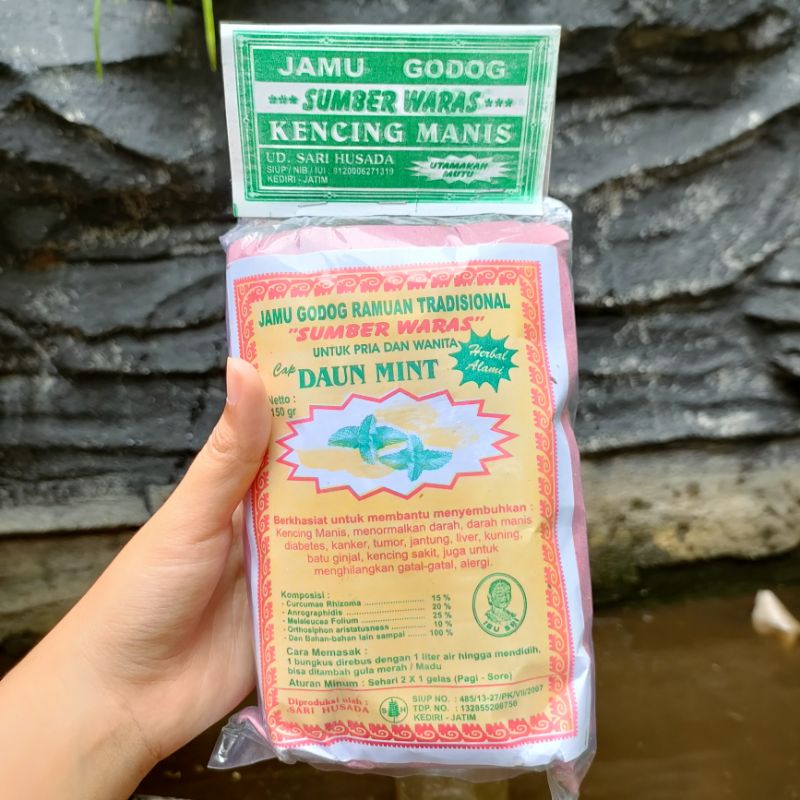 JAMU GODOG
*** SUMBER WARAS ***
KENCING MANIS
UD. SARI HUSADA
SIUP / NIB / IUI : 9120006271319
KEDIRI - JATIM
UTAMAKAN
MUTU
JAMU GODOG RAMUAN TRADISIONAL
"SUMBER WARAS"
UNTUK PRIA DAN WANITA
Cap DAUN MINT
Herbal
Alami
Netto :
150 gr
Berkhasiat untuk membantu menyembuhkan :
Kencing Manis, menormalkan darah, darah manis
diabetes, kanker, tumor, jantung, liver, kuning,
batu ginjal, kencing sakit, juga untuk
menghilangkan gatal-gatal, alergi.
Komposisi :
- Curcumae Rhizoma ........................ 15 %
- Anrographidis ................................ 20 %
- Melaleucae Folium ........................ 25 %
- Orthosiphon aristatusness ............ 10 %
- Dan Bahan-bahan lain sampai ....... 100 %
IBU SRI
Cara Memasak :
1 bungkus direbus dengan 1 liter air hingga mendidih,
bisa ditambah gula merah / Madu
Aturan Minum : Sehari 2 X 1 gelas (Pagi - Sore)
Diproduksi oleh :
SARI HUSADA
S H
SIUP NO. : 485/13-27/PK/VII/2007
TDP. NO. : 132855200750
KEDIRI - JATIM